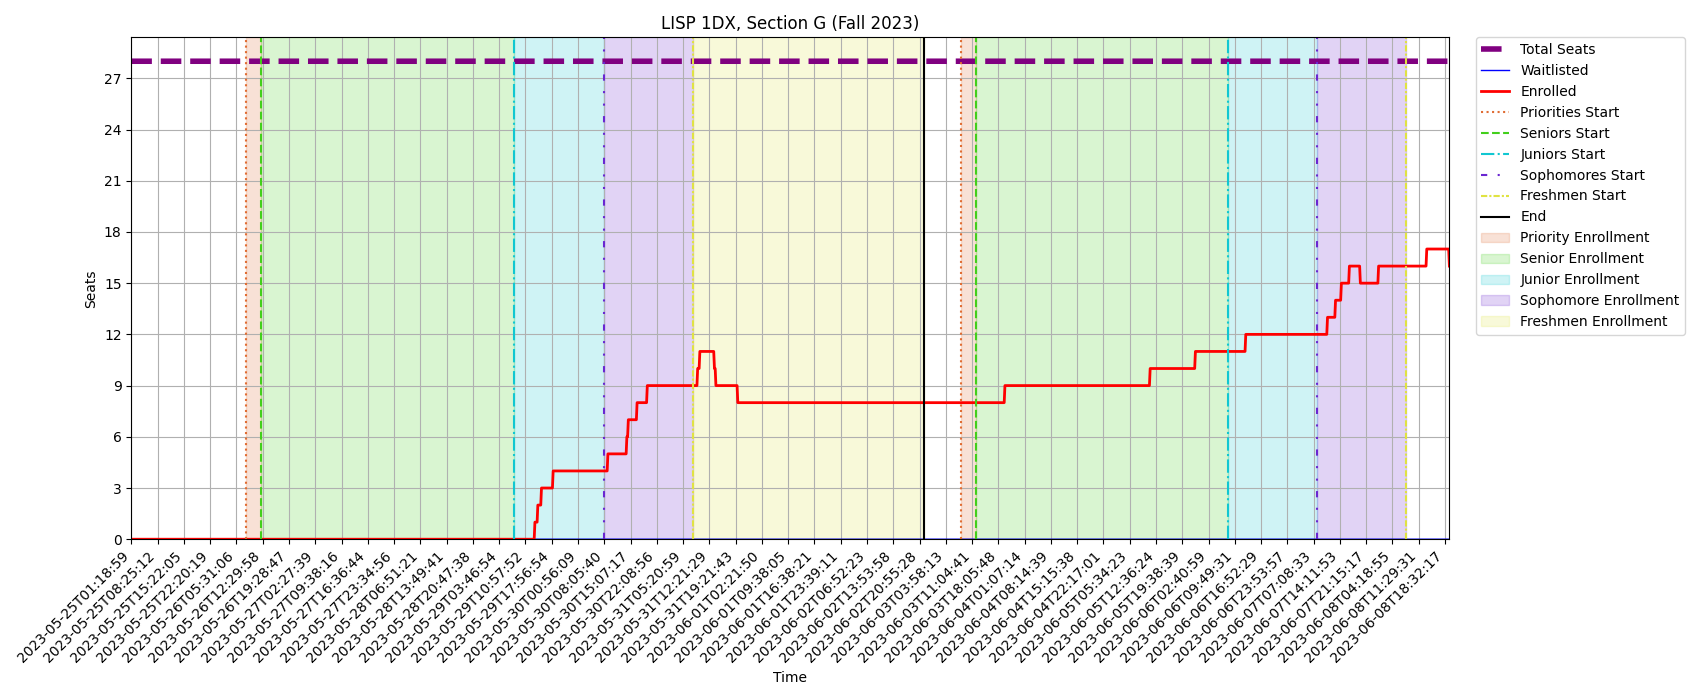 LISP 1DX, Section G (Fall 2023)
27
24
21
18
15
12
9
6
3
0
Seats
2023-05-25T01:18:59
2023-05-25T08:25:12
2023-05-25T15:22:05
2023-05-25T22:20:19
2023-05-26T05:31:06
2023-05-26T12:29:58
2023-05-26T19:28:47
2023-05-27T02:27:39
2023-05-27T09:38:16
2023-05-27T16:36:44
2023-05-27T23:34:56
2023-05-28T06:51:21
2023-05-28T13:49:41
2023-05-28T20:47:38
2023-05-29T03:46:54
2023-05-29T10:57:52
2023-05-29T17:56:54
2023-05-30T00:56:09
2023-05-30T08:05:40
2023-05-30T15:07:17
2023-05-30T22:08:56
2023-05-31T05:20:59
2023-05-31T12:21:29
2023-05-31T19:21:43
2023-06-01T02:21:50
2023-06-01T09:38:05
2023-06-01T16:38:21
2023-06-01T23:39:11
2023-06-02T06:52:23
2023-06-02T13:53:58
2023-06-02T20:55:28
2023-06-03T03:58:13
2023-06-03T11:04:41
2023-06-03T18:05:48
2023-06-04T01:07:14
2023-06-04T08:14:39
2023-06-04T15:15:38
2023-06-04T22:17:01
2023-06-05T05:34:23
2023-06-05T12:36:24
2023-06-05T19:38:39
2023-06-06T02:40:59
2023-06-06T09:49:31
2023-06-06T16:52:29
2023-06-06T23:53:57
2023-06-07T07:08:33
2023-06-07T14:11:53
2023-06-07T21:15:17
2023-06-08T04:18:55
2023-06-08T11:29:31
2023-06-08T18:32:17
Time
Total Seats
Waitlisted
Enrolled
Priorities Start
Seniors Start
Juniors Start
Sophomores Start
Freshmen Start
End
Priority Enrollment
Senior Enrollment
Junior Enrollment
Sophomore Enrollment
Freshmen Enrollment